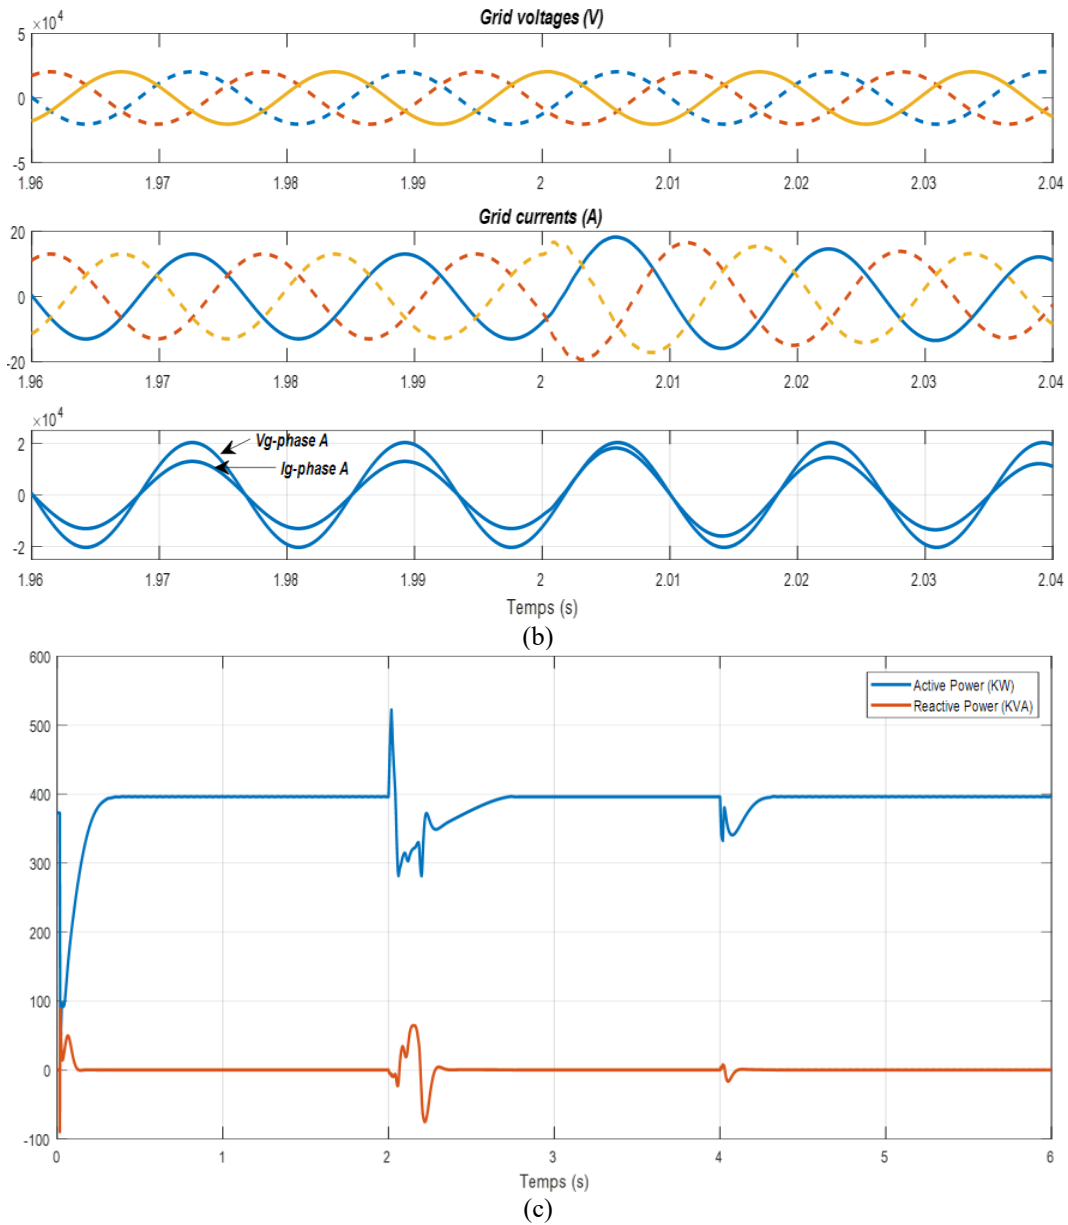 Grid voltages (V)
×10⁴
5
0
-5
1.96 1.97 1.98 1.99 2 2.01 2.02 2.03 2.04
Grid currents (A)
20
0
-20
1.96 1.97 1.98 1.99 2 2.01 2.02 2.03 2.04
×10⁴
Vg-phase A
Ig-phase A
2
0
-2
1.96 1.97 1.98 1.99 2 2.01 2.02 2.03 2.04
Temps (s)
(b)
600
Active Power (KW)
Reactive Power (KVA)
500
400
300
200
100
0
-100
0 1 2 3 4 5 6
Temps (s)
(c)